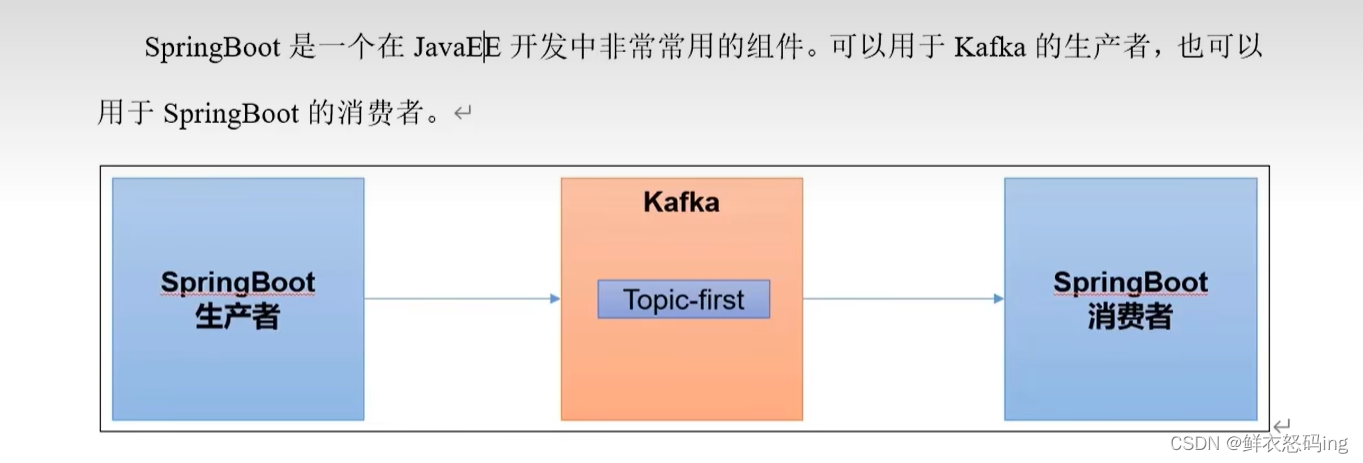 SpringBoot 是一个在 JavaEE 开发中非常常用的组件。可以用于 Kafka 的生产者，也可以
用于 SpringBoot 的消费者。
Kafka
SpringBoot
生产者
Topic-first
SpringBoot
消费者
CSDN @鲜衣怒码ing